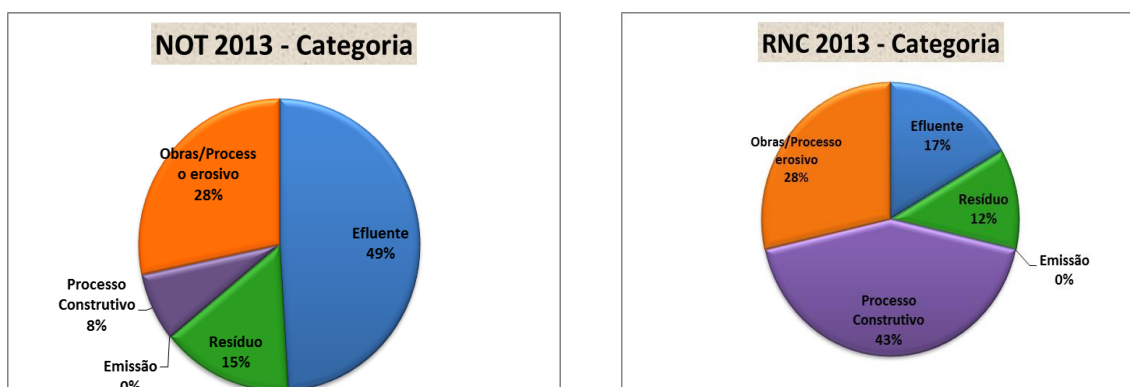 NOT 2013 - Categoria
Obras/Process
o erosivo
28%
Efluente
49%
Processo
Construtivo
8%
Resíduo
15%
Emissão
0%
RNC 2013 - Categoria
Efluente
17%
Obras/Processo
erosivo
28%
Resíduo
12%
Emissão
0%
Processo
Construtivo
43%